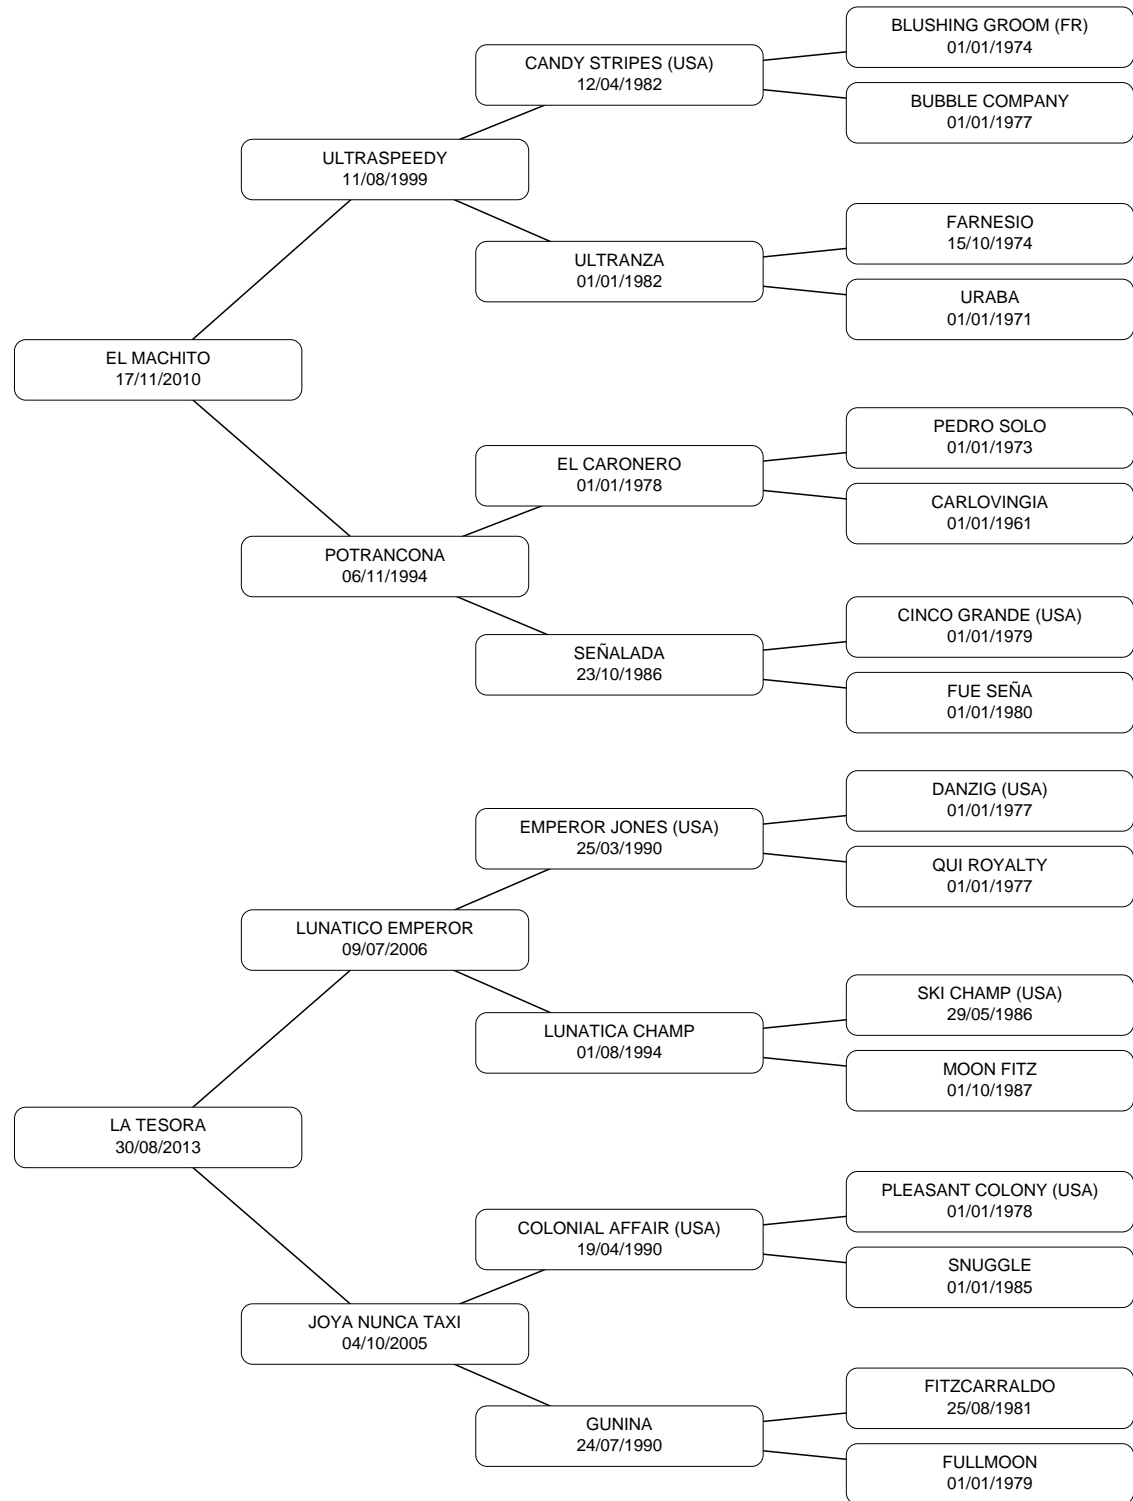 BLUSHING GROOM (FR)
01/01/1974
CANDY STRIPES (USA)
12/04/1982
BUBBLE COMPANY
01/01/1977
ULTRASPEEDY
11/08/1999
FARNESIO
15/10/1974
ULTRANZA
01/01/1982
URABA
01/01/1971
EL MACHITO
17/11/2010
PEDRO SOLO
01/01/1973
EL CARONERO
01/01/1978
CARLOVINGIA
01/01/1961
POTRANCONA
06/11/1994
CINCO GRANDE (USA)
01/01/1979
SEÑALADA
23/10/1986
FUE SEÑA
01/01/1980
DANZIG (USA)
01/01/1977
EMPEROR JONES (USA)
25/03/1990
QUI ROYALTY
01/01/1977
LUNATICO EMPEROR
09/07/2006
SKI CHAMP (USA)
29/05/1986
LUNATICA CHAMP
01/08/1994
MOON FITZ
01/10/1987
LA TESORA
30/08/2013
PLEASANT COLONY (USA)
01/01/1978
COLONIAL AFFAIR (USA)
19/04/1990
SNUGGLE
01/01/1985
JOYA NUNCA TAXI
04/10/2005
FITZCARRALDO
25/08/1981
GUNINA
24/07/1990
FULLMOON
01/01/1979